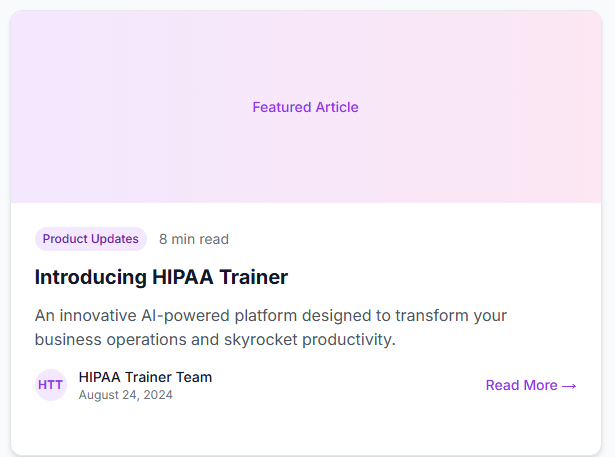 Featured Article
Product Updates
8 min read
Introducing HIPAA Trainer
An innovative AI-powered platform designed to transform your
business operations and skyrocket productivity.
HTT
HIPAA Trainer Team
August 24, 2024
Read More →